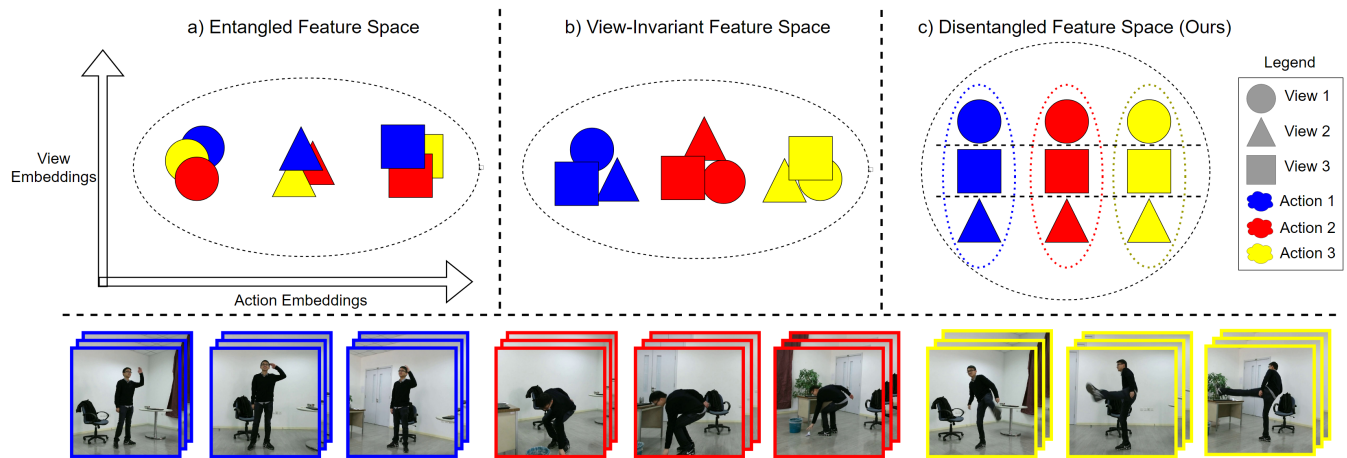 a) Entangled Feature Space
b) View-Invariant Feature Space
c) Disentangled Feature Space (Ours)
View
Embeddings
Action Embeddings
Legend
View 1
View 2
View 3
Action 1
Action 2
Action 3